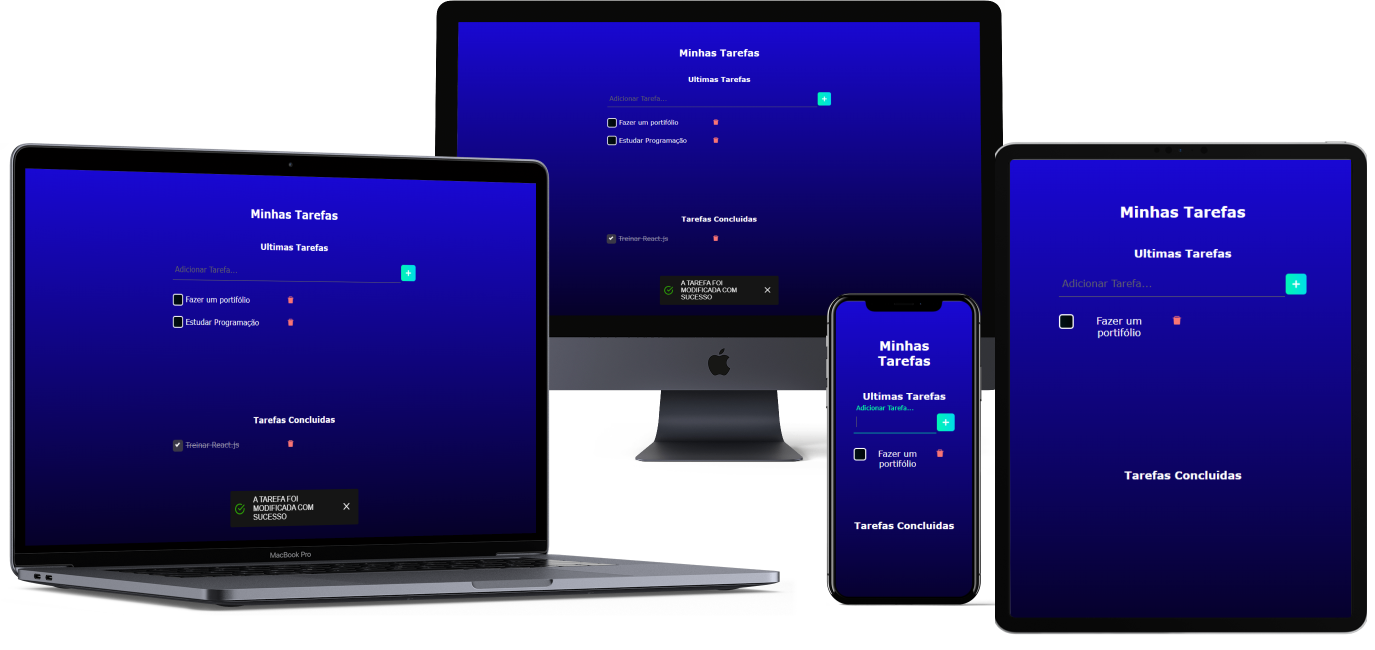 Minhas Tarefas
Ultimas Tarefas
Adicionar Tarefa...
+
Fazer um portifólio
Estudar Programação
Tarefas Concluidas
Treinar React.js
A TAREFA FOI
MODIFICADA COM
SUCESSO
MacBook Pro
Minhas Tarefas
Ultimas Tarefas
Adicionar Tarefa...
+
Fazer um portifólio
Estudar Programação
Tarefas Concluidas
Treinar React.js
A TAREFA FOI
MODIFICADA COM
SUCESSO
Minhas
Tarefas
Ultimas Tarefas
Adicionar Tarefa...
+
Fazer um
portifólio
Tarefas Concluidas
Minhas Tarefas
Ultimas Tarefas
Adicionar Tarefa...
+
Fazer um
portifólio
Tarefas Concluidas